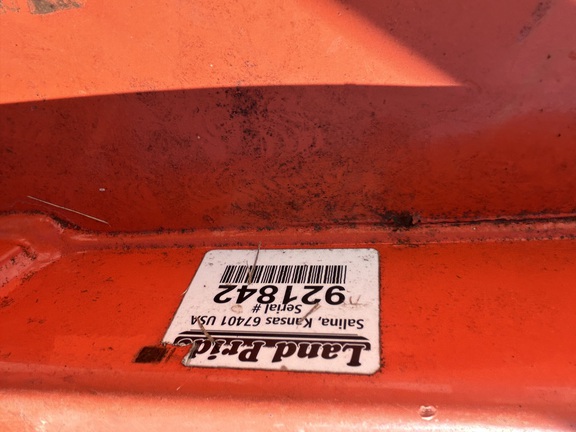 Land Pride
Salina, Kansas 67401 USA
Serial #
921842